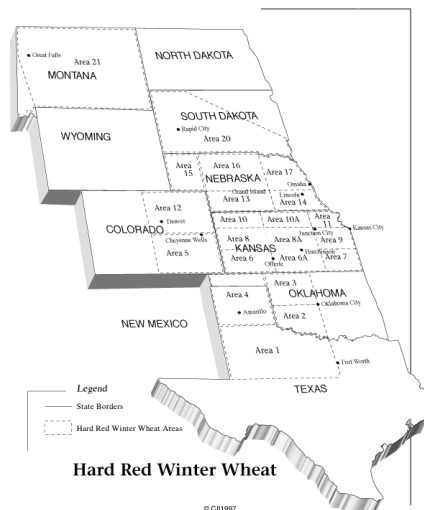 NORTH DAKOTA
Great Falls
Area 21
MONTANA
SOUTH DAKOTA
Rapid City
Area 20
WYOMING
Area 15
Area 16
Area 17
NEBRASKA
Omaha
Grand Island
Lincoln
Area 13
Area 14
Area 12
Denver
COLORADO
Cheyenne Wells
Area 5
Area 10
Area 10A
Area 11
Junction City
Kansas City
Area 8
Area 8A
Area 9
KANSAS
Hutchinson
Area 6
Area 6A
Area 7
Offerle
Area 3
Area 4
OKLAHOMA
Oklahoma City
Amarillo
Area 2
NEW MEXICO
Area 1
Fort Worth
TEXAS
Legend
State Borders
Hard Red Winter Wheat Areas
Hard Red Winter Wheat
© CII1997